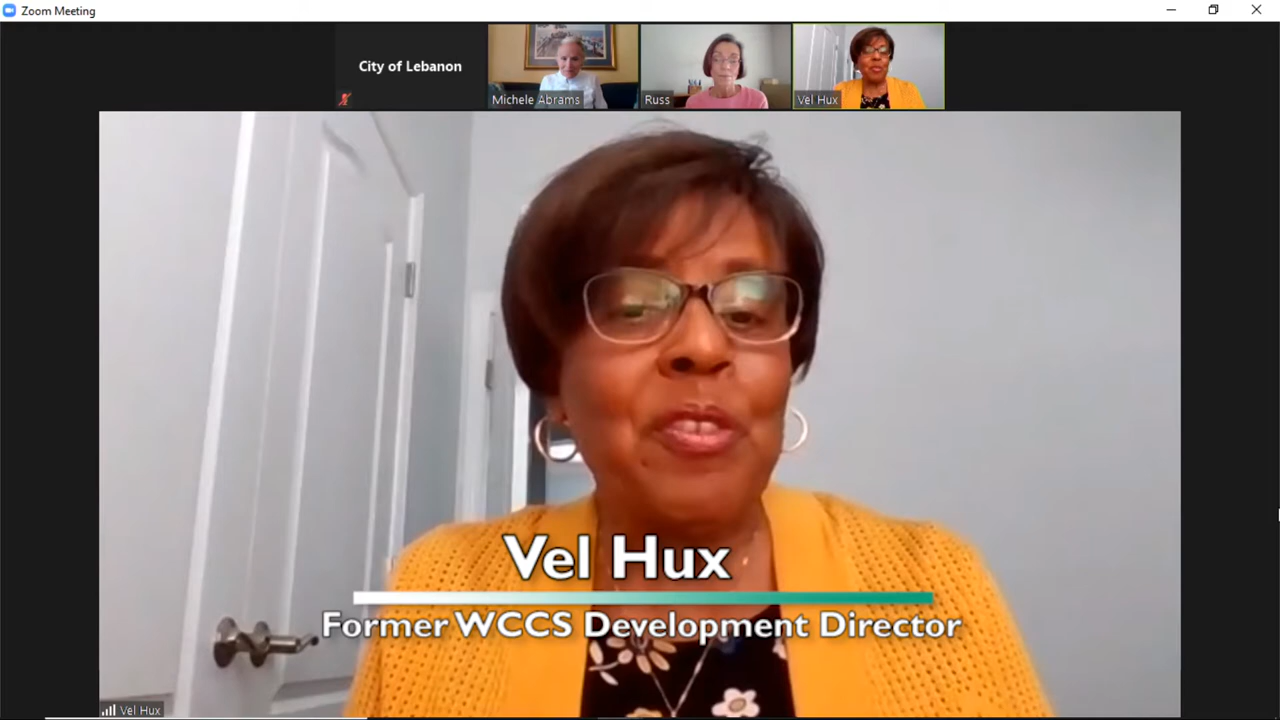 Zoom Meeting
City of Lebanon
Michele Abrams
Russ
Vel Hux
Vel Hux
Former WCCS Development Director
Vel Hux